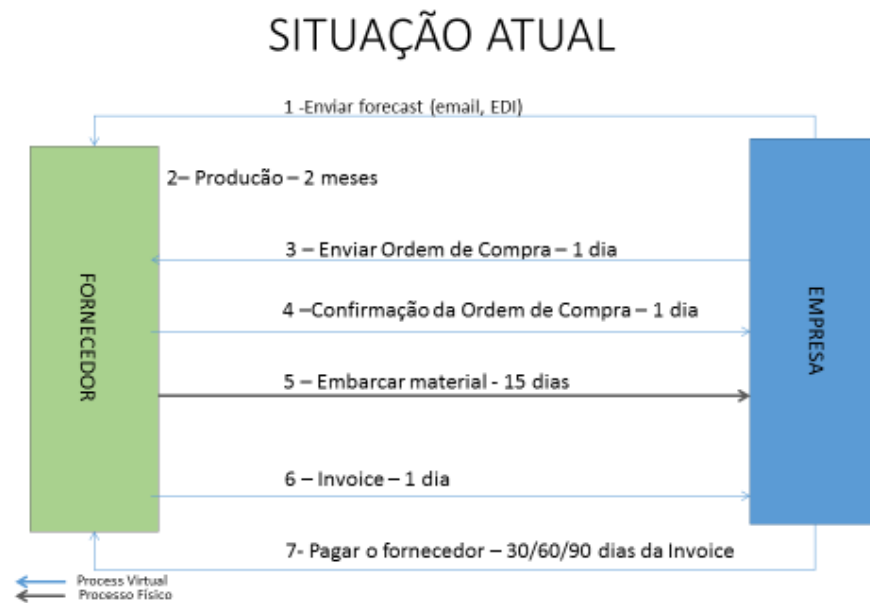 SITUAÇÃO ATUAL
1 -Enviar forecast (email, EDI)
2– Producão – 2 meses
3 – Enviar Ordem de Compra – 1 dia
4 –Confirmação da Ordem de Compra – 1 dia
5 – Embarcar material - 15 dias
6 – Invoice – 1 dia
7- Pagar o fornecedor – 30/60/90 dias da Invoice
FORNECEDOR
EMPRESA
Process Virtual
Processo Físico